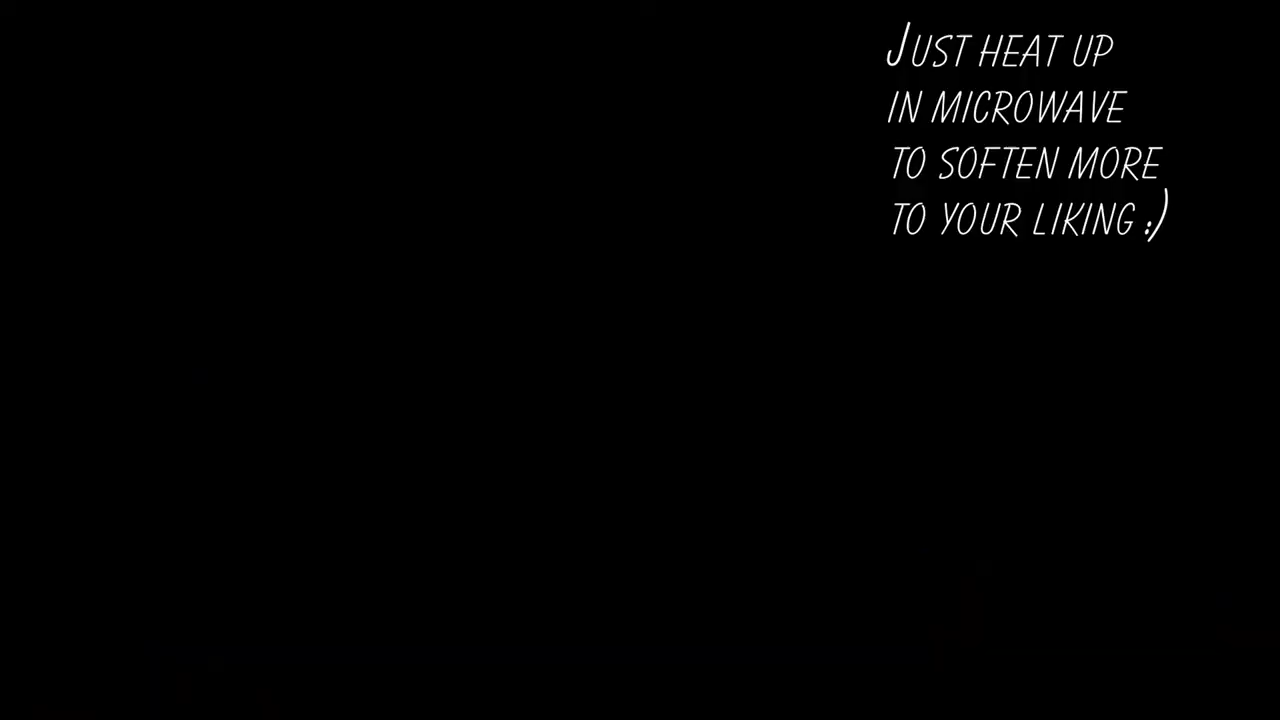 Just heat up
in microwave
to soften more
to your liking :)